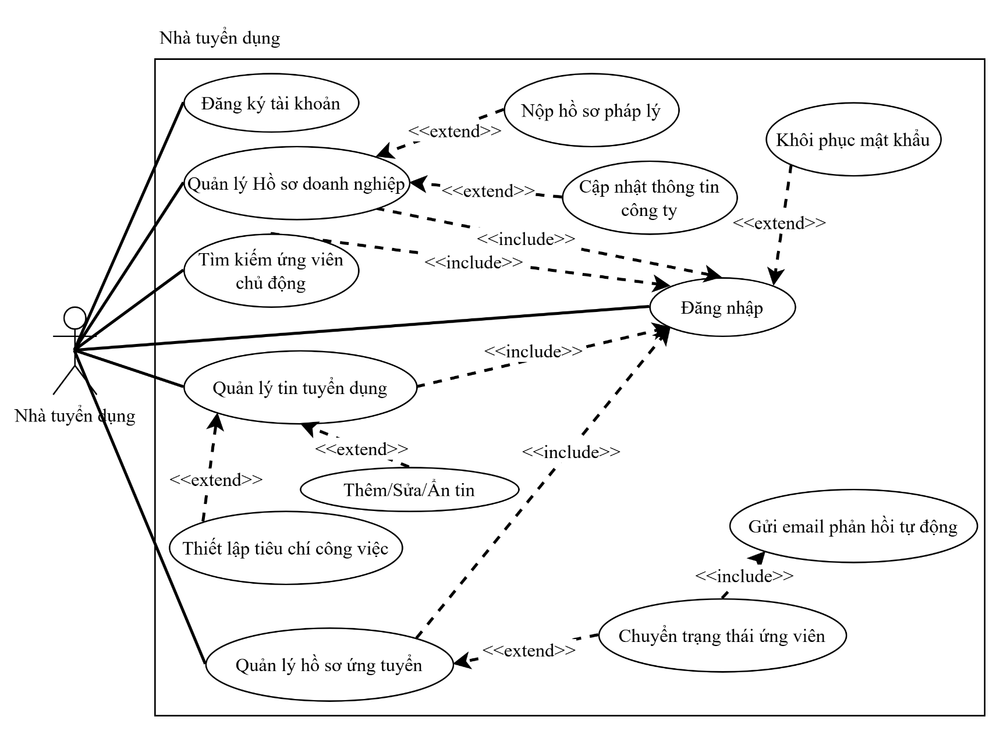 Nhà tuyển dụng
Đăng ký tài khoản
Nộp hồ sơ pháp lý
<<extend>>
Khôi phục mật khẩu
Quản lý Hồ sơ doanh nghiệp
<<extend>>
Cập nhật thông tin
công ty
<<extend>>
<<include>>
Tìm kiếm ứng viên
chủ động
<<include>>
Đăng nhập
<<include>>
Quản lý tin tuyển dụng
Nhà tuyển dụng
<<extend>>
<<include>>
<<extend>>
Thêm/Sửa/Ẩn tin
Gửi email phản hồi tự động
Thiết lập tiêu chí công việc
<<include>>
Chuyển trạng thái ứng viên
<<extend>>
Quản lý hồ sơ ứng tuyển